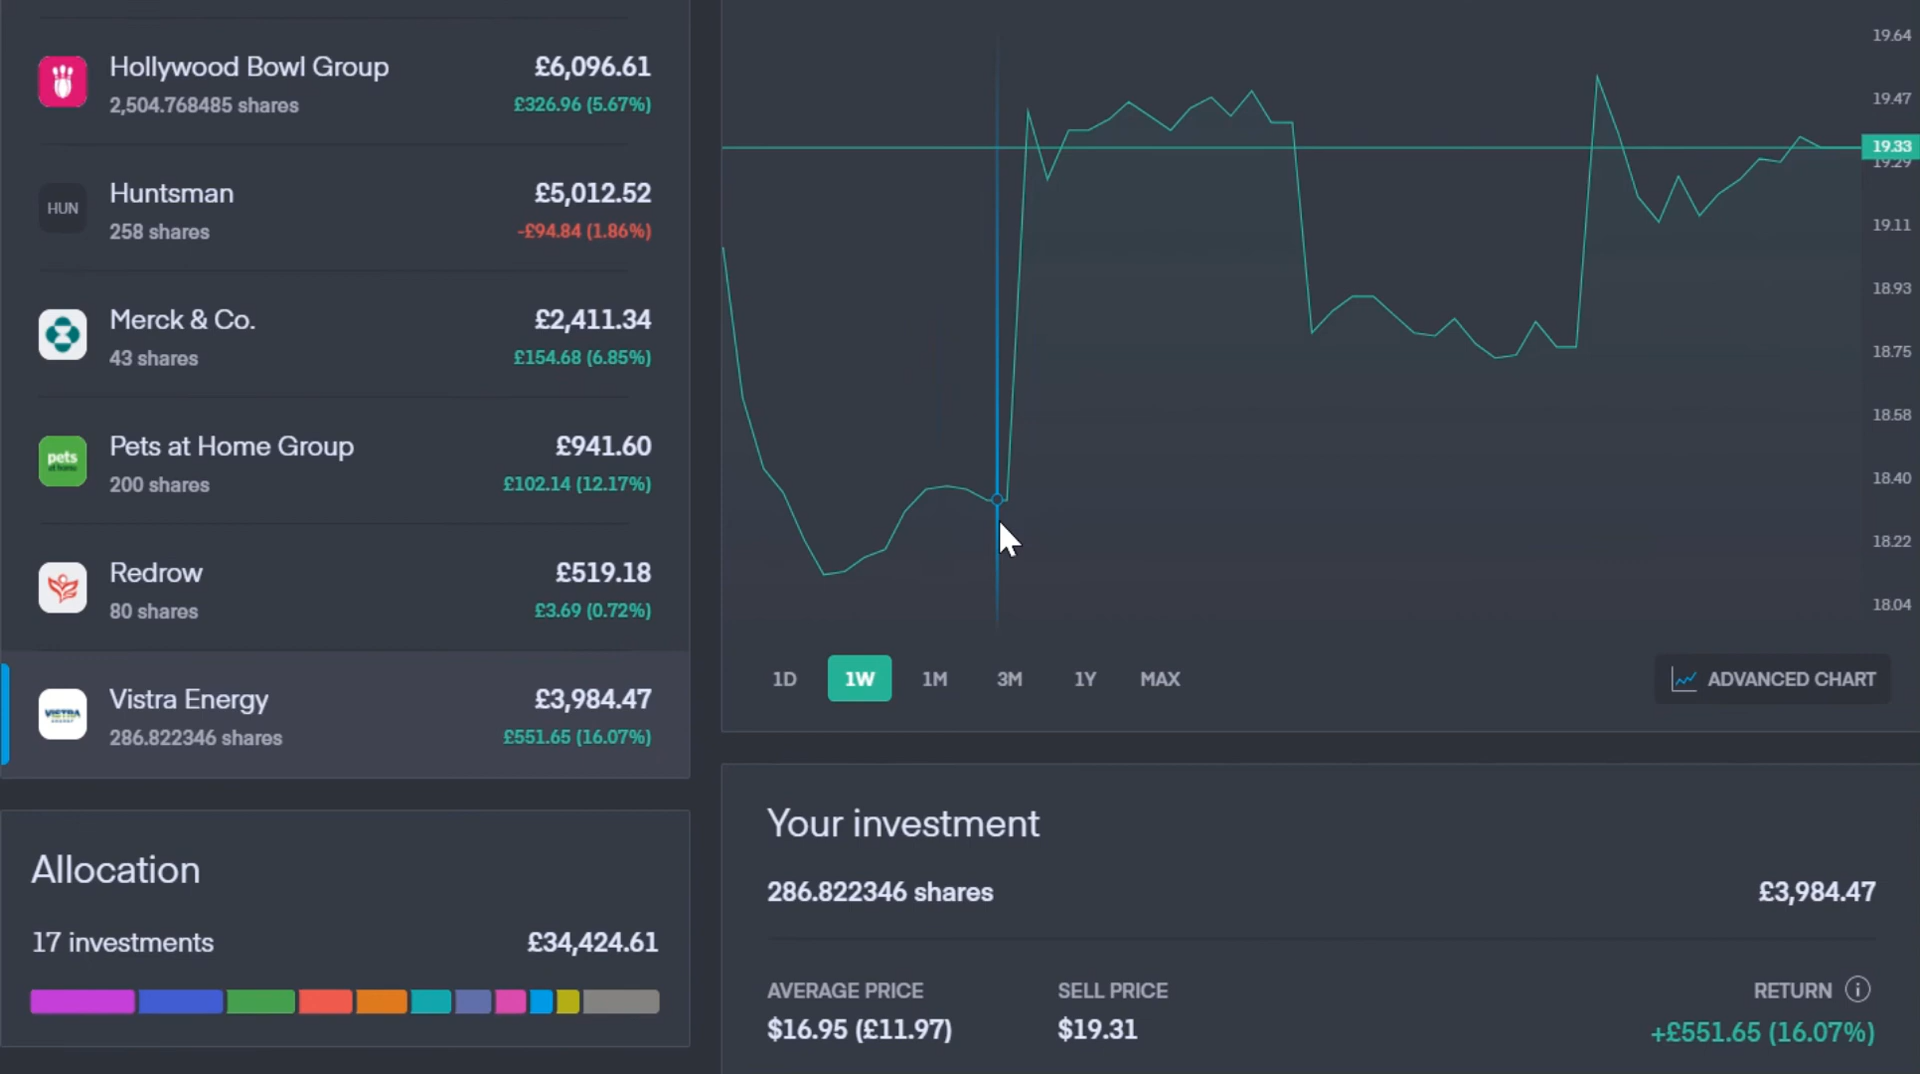 Hollywood Bowl Group £6,096.61
2,504.768485 shares £326.96 (5.67%)
HUN
Huntsman £5,012.52
258 shares -£94.84 (1.86%)
Merck & Co. £2,411.34
43 shares £154.68 (6.85%)
pets
at home
Pets at Home Group £941.60
200 shares £102.14 (12.17%)
Redrow £519.18
80 shares £3.69 (0.72%)
VISTRA
ENERGY
Vistra Energy £3,984.47
286.822346 shares £551.65 (16.07%)
Allocation
17 investments £34,424.61
19.64
19.47
19.33
19.29
19.11
18.93
18.75
18.58
18.40
18.22
18.04
1D 1W 1M 3M 1Y MAX ADVANCED CHART
Your investment
286.822346 shares £3,984.47
AVERAGE PRICE SELL PRICE RETURN i
$16.95 (£11.97) $19.31 +£551.65 (16.07%)